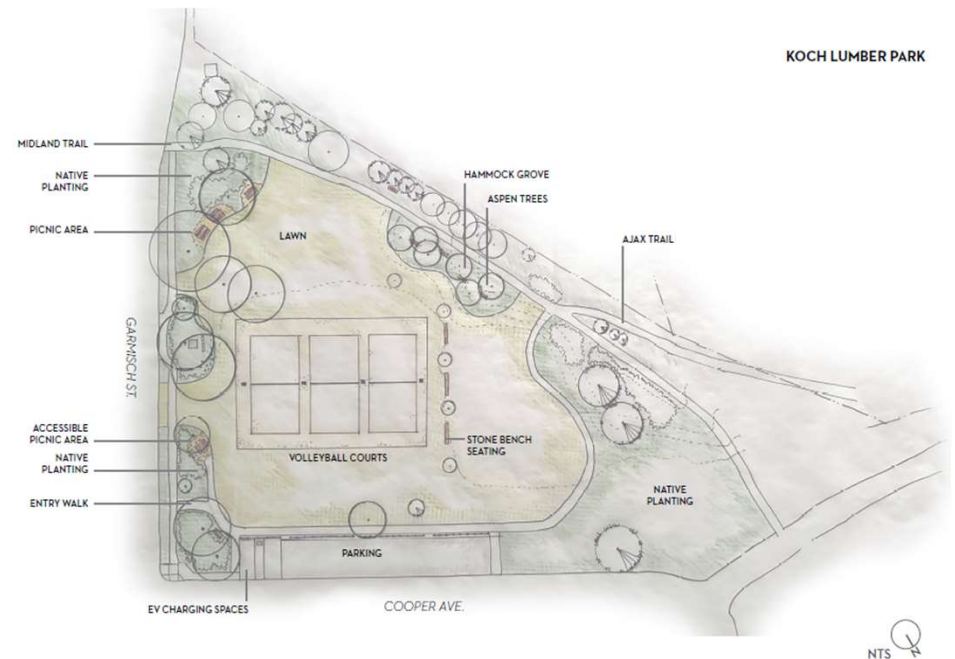 KOCH LUMBER PARK
MIDLAND TRAIL
NATIVE
PLANTING
HAMMOCK GROVE
ASPEN TREES
PICNIC AREA
LAWN
AJAX TRAIL
GARMISCH ST.
ACCESSIBLE
PICNIC AREA
STONE BENCH
SEATING
VOLLEYBALL COURTS
NATIVE
PLANTING
NATIVE
PLANTING
ENTRY WALK
PARKING
EV CHARGING SPACES
COOPER AVE.
NTS
N